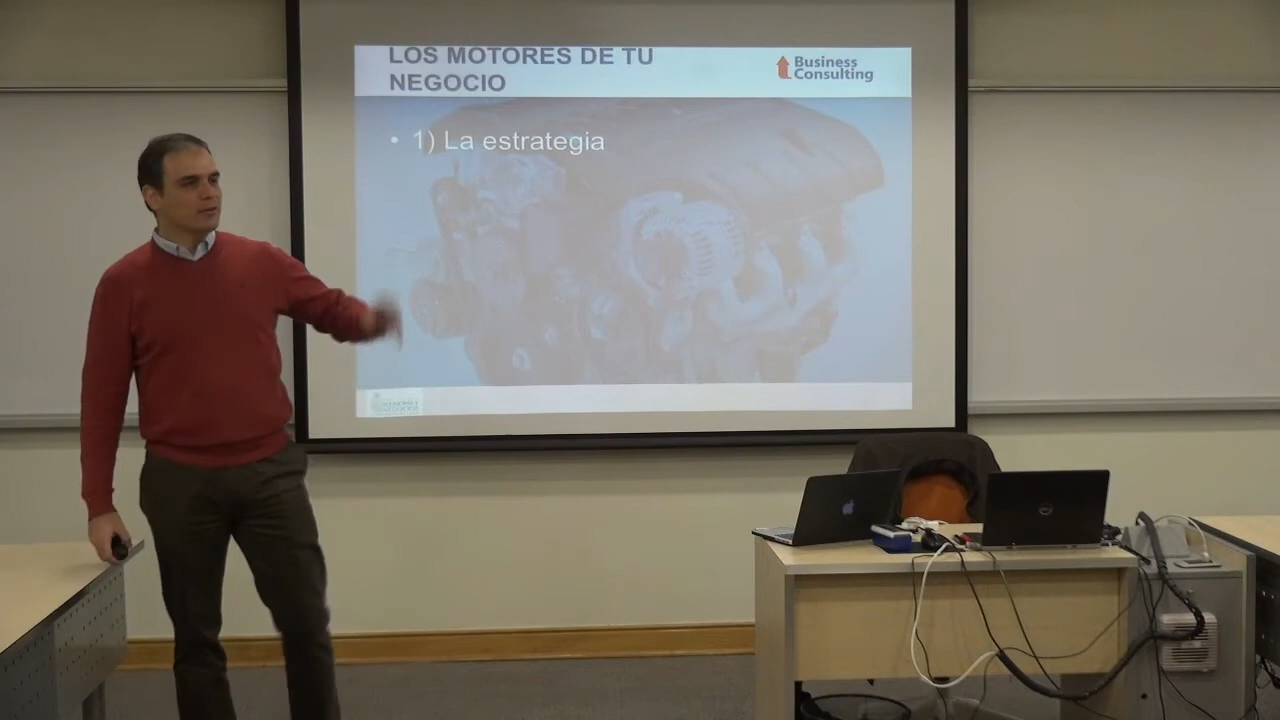 LOS MOTORES DE TU
NEGOCIO
Business
Consulting
• 1) La estrategia